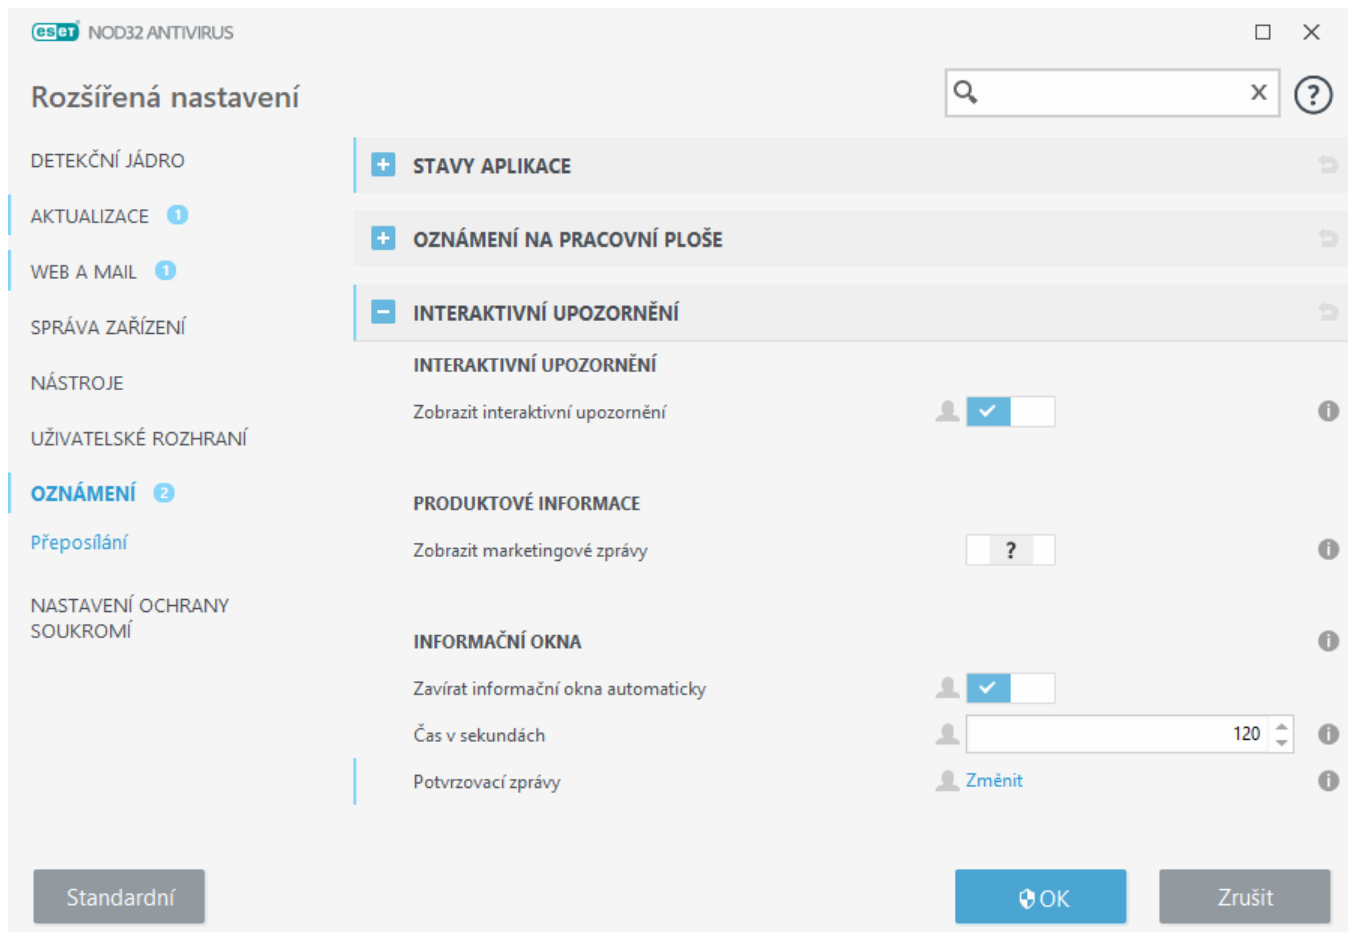 eset NOD32 ANTIVIRUS
Rozšířená nastavení
x
?
DETEKČNÍ JÁDRO
AKTUALIZACE 1
WEB A MAIL 1
SPRÁVA ZAŘÍZENÍ
NÁSTROJE
UŽIVATELSKÉ ROZHRANÍ
OZNÁMENÍ 2
Přeposílání
NASTAVENÍ OCHRANY
SOUKROMÍ
STAVY APLIKACE
OZNÁMENÍ NA PRACOVNÍ PLOŠE
INTERAKTIVNÍ UPOZORNĚNÍ
INTERAKTIVNÍ UPOZORNĚNÍ
Zobrazit interaktivní upozornění
PRODUKTOVÉ INFORMACE
Zobrazit marketingové zprávy ?
INFORMAČNÍ OKNA
Zavírat informační okna automaticky
Čas v sekundách 120
Potvrzovací zprávy Změnit
Standardní
OK
Zrušit